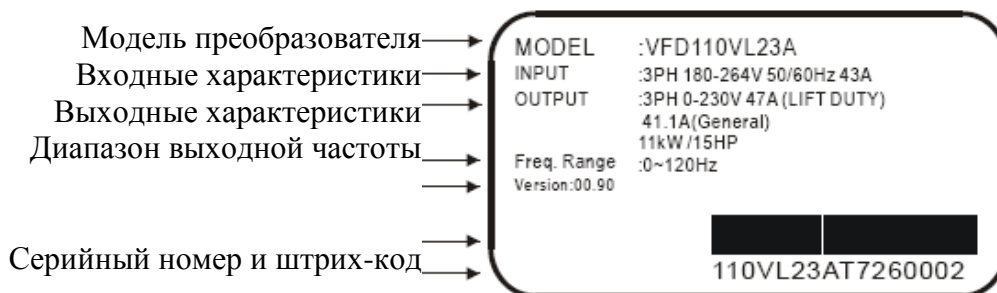 Модель преобразователя
Входные характеристики
Выходные характеристики
Диапазон выходной частоты
Серийный номер и штрих-код
MODEL :VFD110VL23A
INPUT :3PH 180-264V 50/60Hz 43A
OUTPUT :3PH 0-230V 47A (LIFT DUTY)
41.1A(General)
11kW /15HP
Freq. Range :0~120Hz
Version:00.90
110VL23AT7260002